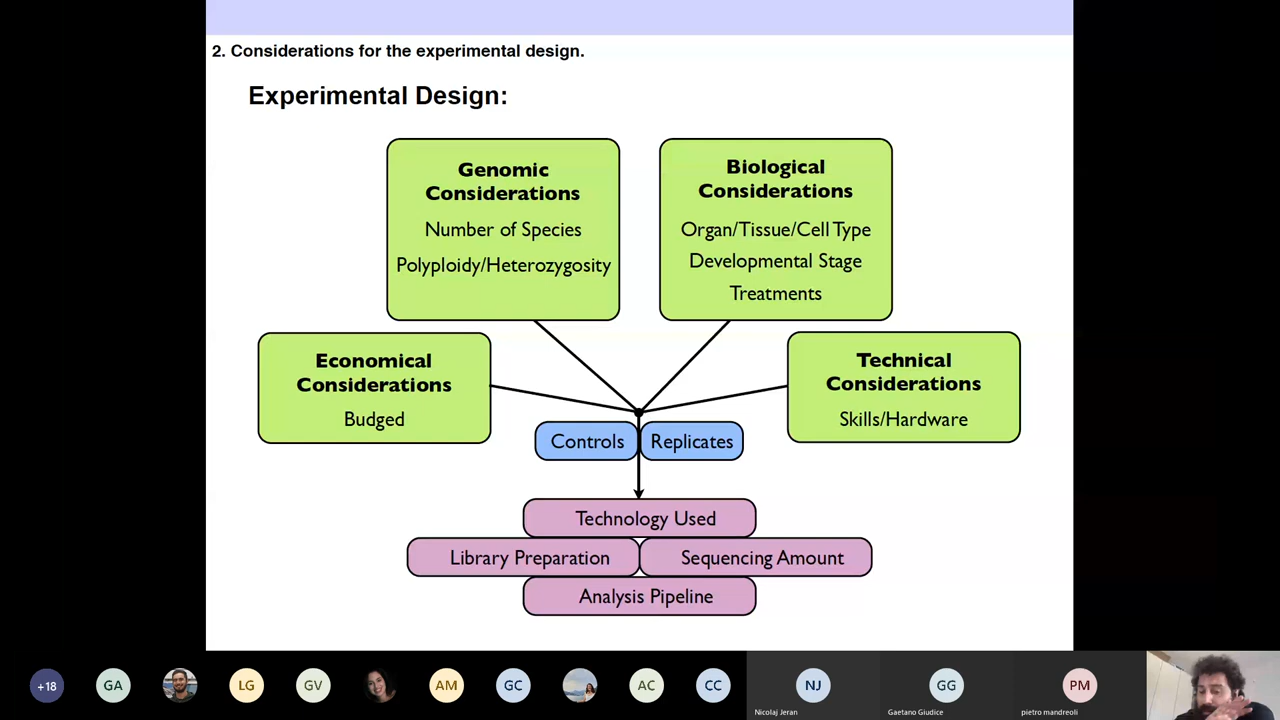 2. Considerations for the experimental design.
Experimental Design:
Genomic
Considerations
Number of Species
Polyploidy/Heterozygosity
Biological
Considerations
Organ/Tissue/Cell Type
Developmental Stage
Treatments
Economical
Considerations
Budged
Technical
Considerations
Skills/Hardware
Controls
Replicates
Technology Used
Library Preparation
Sequencing Amount
Analysis Pipeline
+18
GA
LG
GV
AM
GC
AC
CC
NJ
Nicolaj Jeran
GG
Gaetano Giudice
PM
pietro mandreoli